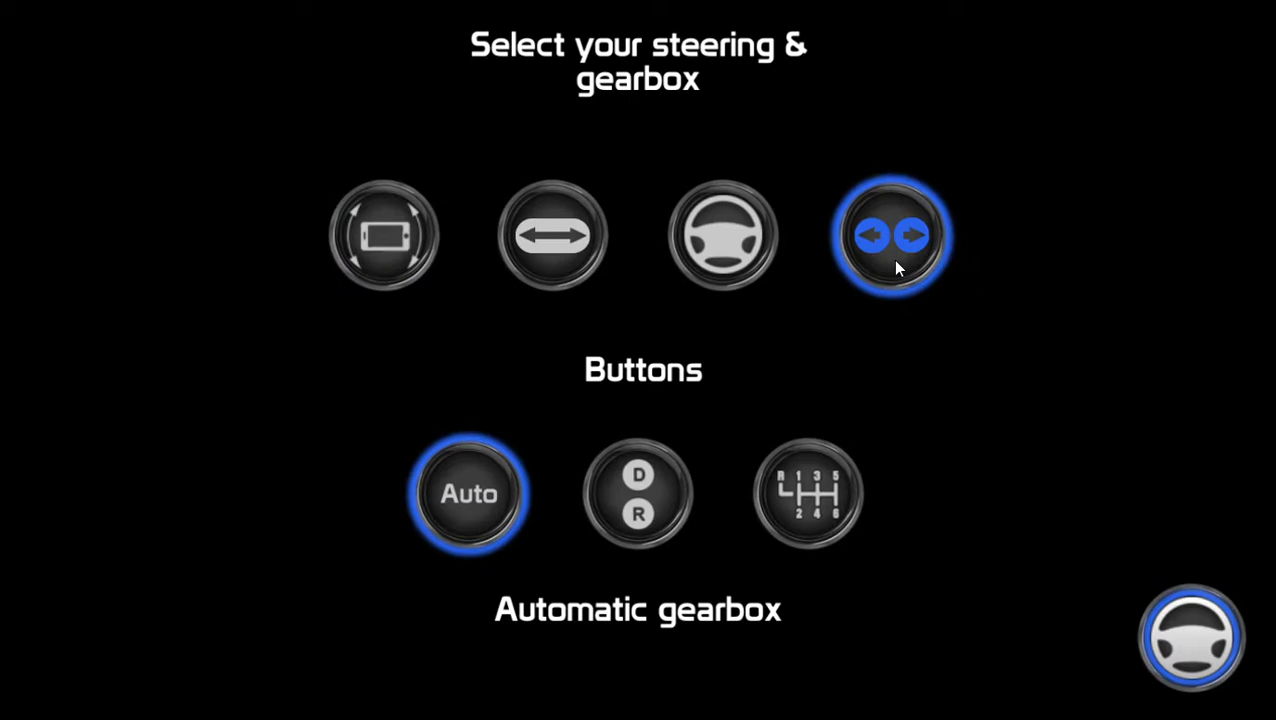 Select your steering &
gearbox
Buttons
Auto
D
R
R 1 3 5
2 4 6
Automatic gearbox